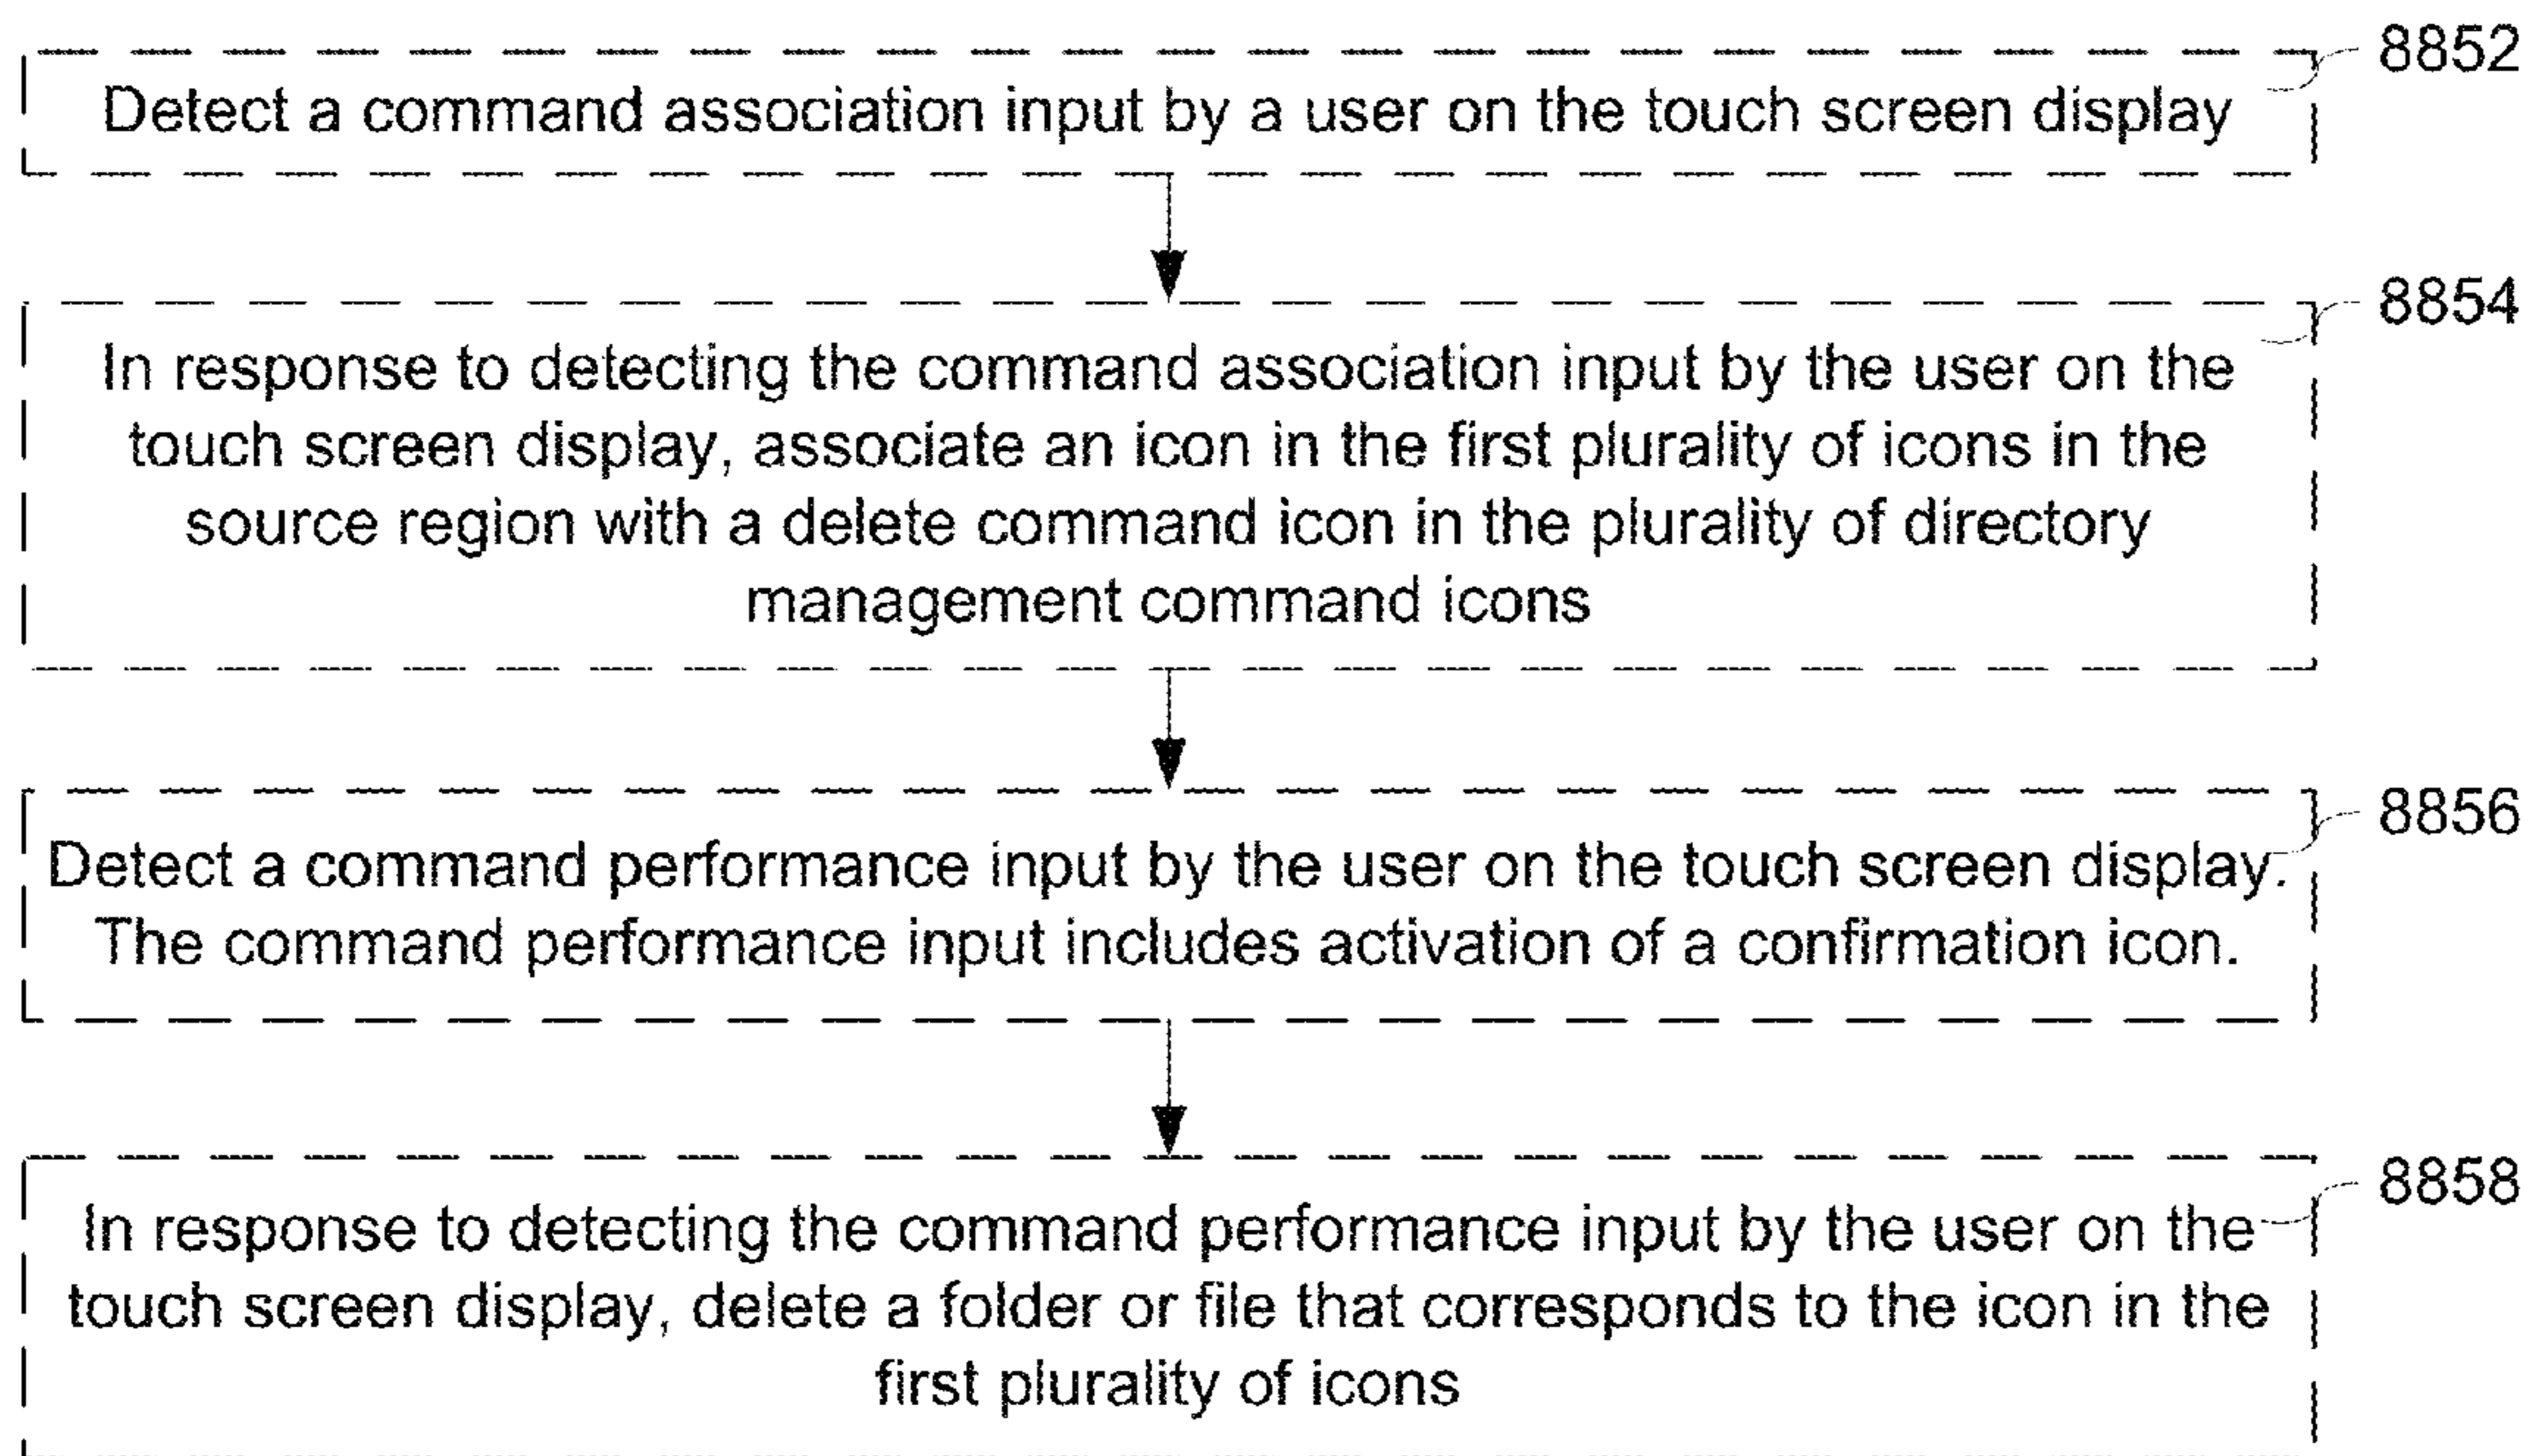 8852
Detect a command association input by a user on the touch screen display
8854
In response to detecting the command association input by the user on the
touch screen display, associate an icon in the first plurality of icons in the
source region with a delete command icon in the plurality of directory
management command icons
8856
Detect a command performance input by the user on the touch screen display.
The command performance input includes activation of a confirmation icon.
8858
In response to detecting the command performance input by the user on the
touch screen display, delete a folder or file that corresponds to the icon in the
first plurality of icons